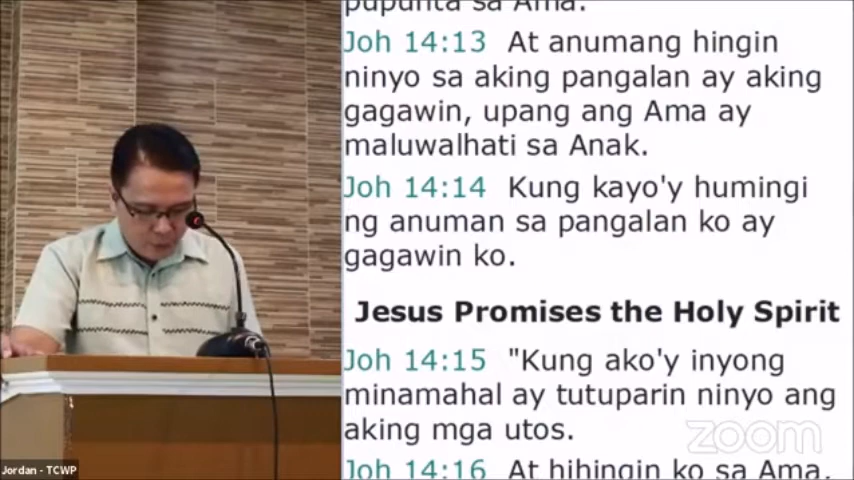 pupunta sa Ama.
Joh 14:13 At anumang hingin
ninyo sa aking pangalan ay aking
gagawin, upang ang Ama ay
maluwalhati sa Anak.
Joh 14:14 Kung kayo'y humingi
ng anuman sa pangalan ko ay
gagawin ko.
Jesus Promises the Holy Spirit
Joh 14:15 "Kung ako'y inyong
minamahal ay tutuparin ninyo ang
aking mga utos.
Joh 14:16 At hihingin ko sa Ama,
zoom
Jordan - TCWP